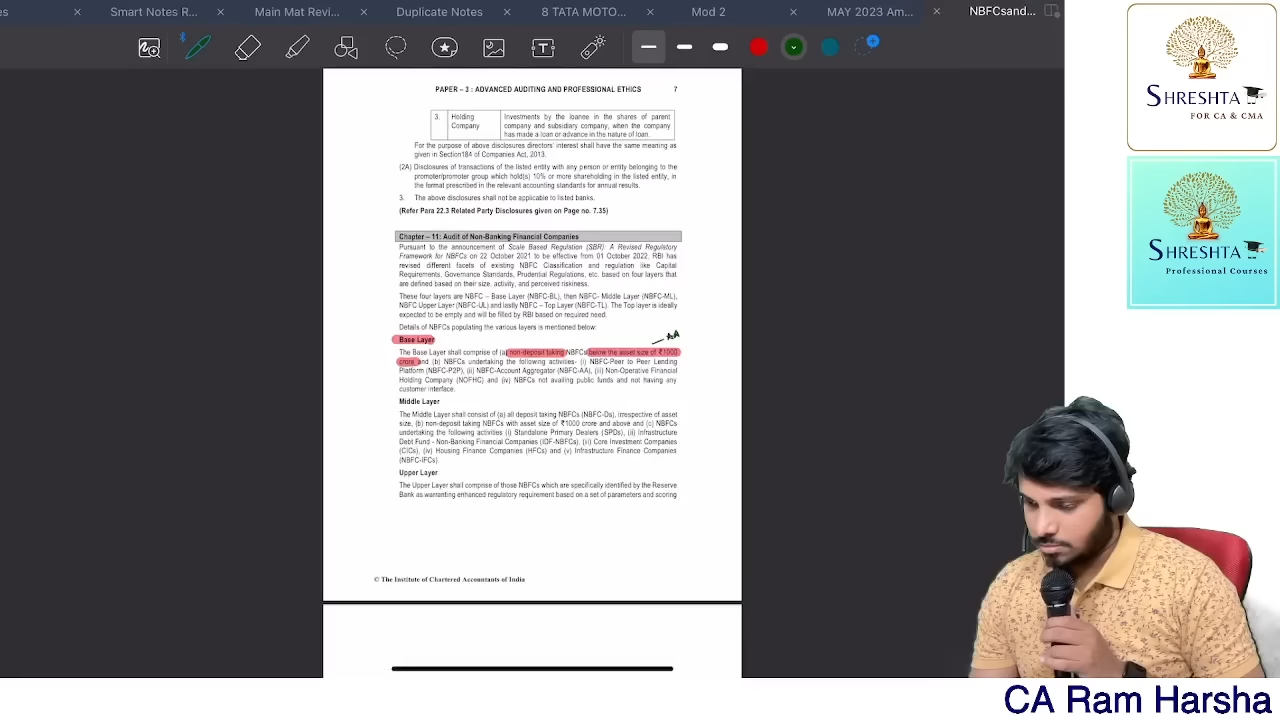 es
Smart Notes R...
Main Mat Revi...
Duplicate Notes
8 TATA MOTO...
Mod 2
MAY 2023 Am...
NBFCsand...
PAPER – 3 : ADVANCED AUDITING AND PROFESSIONAL ETHICS 7
3. Holding Company Investments by the loanee in the shares of parent company and subsidiary company, when the company has made a loan or advance in the nature of loan.
For the purpose of above disclosures directors' interest shall have the same meaning as
given in Section184 of Companies Act, 2013.
(2A) Disclosures of transactions of the listed entity with any person or entity belonging to the
promoter/promoter group which hold(s) 10% or more shareholding in the listed entity, in
the format prescribed in the relevant accounting standards for annual results.
3. The above disclosures shall not be applicable to listed banks.
(Refer Para 22.3 Related Party Disclosures given on Page no. 7.35)
Chapter – 11: Audit of Non-Banking Financial Companies
Pursuant to the announcement of Scale Based Regulation (SBR): A Revised Regulatory
Framework for NBFCs on 22 October 2021 to be effective from 01 October 2022, RBI has
revised different facets of existing NBFC Classification and regulation like Capital
Requirements, Governance Standards, Prudential Regulations, etc. based on four layers that
are defined based on their size, activity, and perceived riskiness.
These four layers are NBFC – Base Layer (NBFC-BL), then NBFC- Middle Layer (NBFC-ML),
NBFC Upper Layer (NBFC-UL) and lastly NBFC – Top Layer (NBFC-TL). The Top layer is ideally
expected to be empty and will be filled by RBI based on required need.
Details of NBFCs populating the various layers is mentioned below:
Base Layer
The Base Layer shall comprise of (a) non-deposit taking NBFCs below the asset size of ₹1000
crore and (b) NBFCs undertaking the following activities- (i) NBFC-Peer to Peer Lending
Platform (NBFC-P2P), (ii) NBFC-Account Aggregator (NBFC-AA), (iii) Non-Operative Financial
Holding Company (NOFHC) and (iv) NBFCs not availing public funds and not having any
customer interface.
Middle Layer
The Middle Layer shall consist of (a) all deposit taking NBFCs (NBFC-Ds), irrespective of asset
size, (b) non-deposit taking NBFCs with asset size of ₹1000 crore and above and (c) NBFCs
undertaking the following activities (i) Standalone Primary Dealers (SPDs), (ii) Infrastructure
Debt Fund - Non-Banking Financial Companies (IDF-NBFCs), (vi) Core Investment Companies
(CICs), (iv) Housing Finance Companies (HFCs) and (v) Infrastructure Finance Companies
(NBFC-IFCs).
Upper Layer
The Upper Layer shall comprise of those NBFCs which are specifically identified by the Reserve
Bank as warranting enhanced regulatory requirement based on a set of parameters and scoring
© The Institute of Chartered Accountants of India
SHRESHTA
FOR CA & CMA
SHRESHTA
Professional Courses
CA Ram Harsha